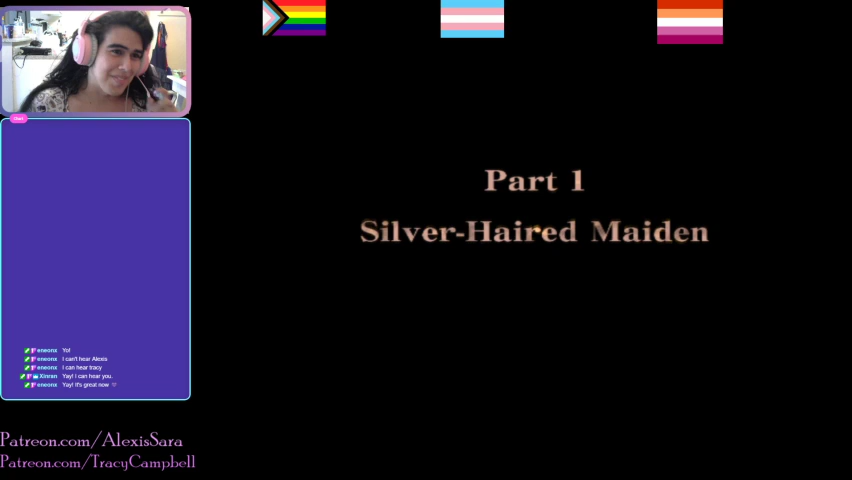 Part 1
Silver-Haired Maiden
Chat
eneonx Yo!
eneonx I can't hear Alexis
eneonx I can hear tracy
Xinran Yay! I can hear you.
eneonx Yay! It's great now ♡
Patreon.com/AlexisSara
Patreon.com/TracyCampbell